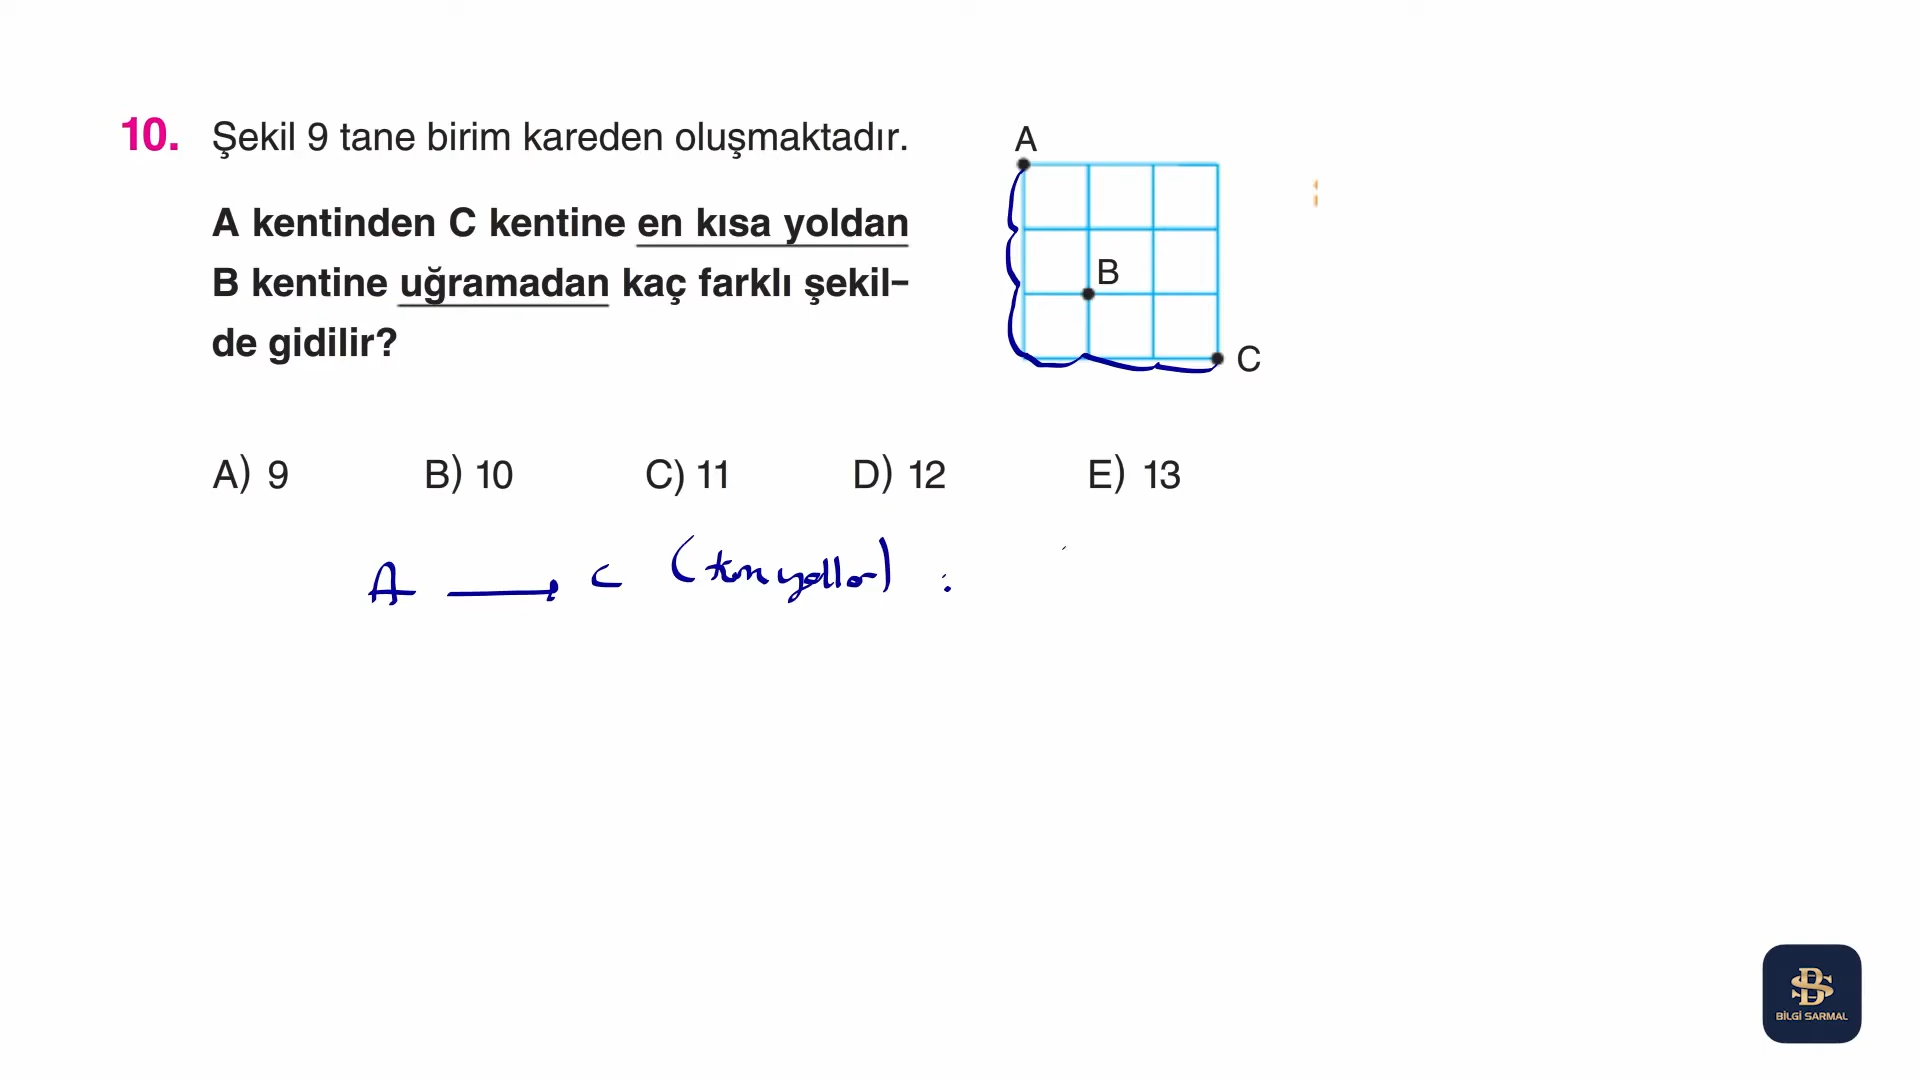 10. Şekil 9 tane birim kareden oluşmaktadır.
A kentinden C kentine en kısa yoldan
B kentine uğramadan kaç farklı şekil-
de gidilir?
A
B
C
A) 9 B) 10 C) 11 D) 12 E) 13
A → C (tüm yollar) :
BİLGİ SARMAL